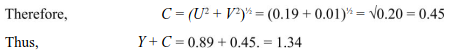 Therefore, C = (U² + V²)^½ = (0.19 + 0.01)^½ = √0.20 = 0.45
Thus, Y + C = 0.89 + 0.45. = 1.34